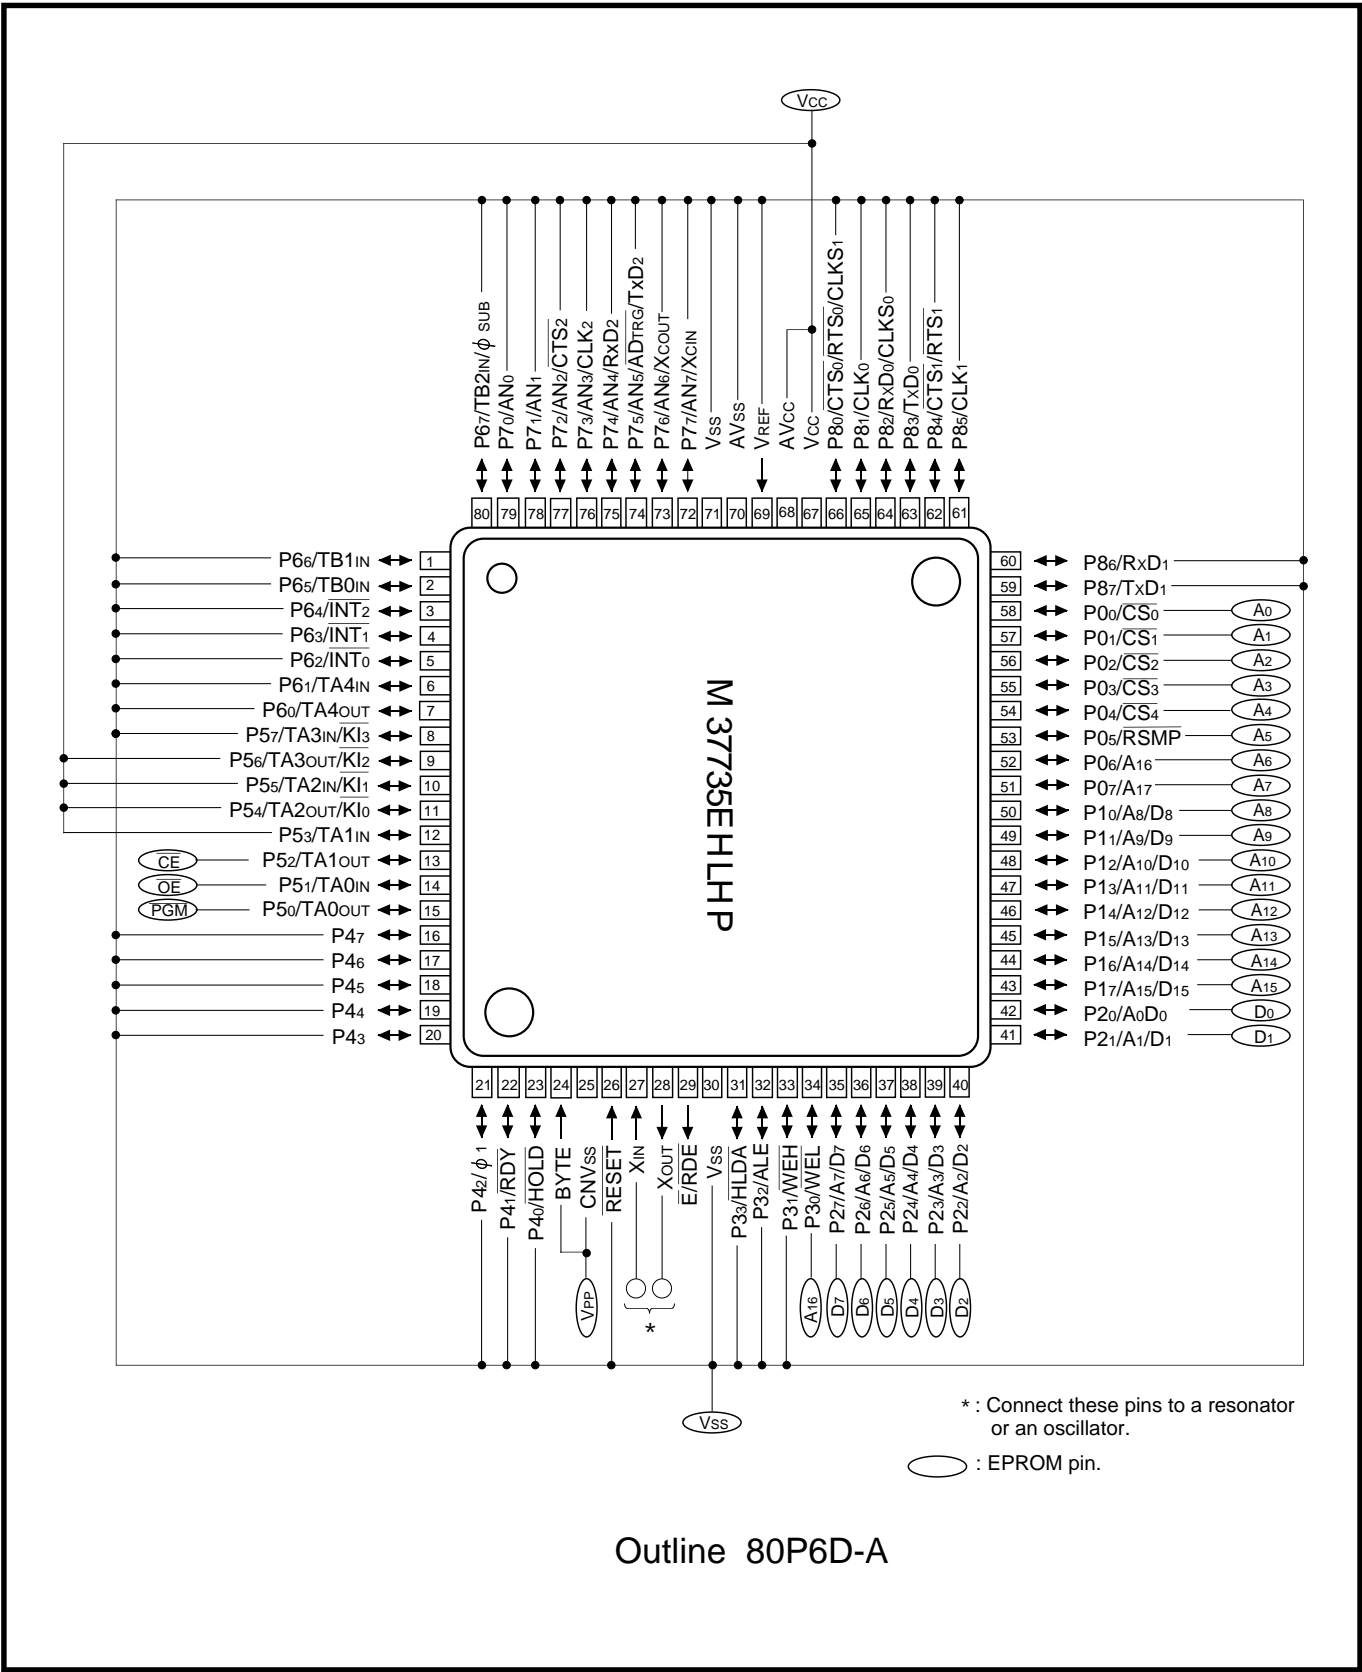 VCC
P67/TB2IN/ϕ SUB
P70/AN0
P71/AN1
P72/AN2/CTS2
P73/AN3/CLK2
P74/AN4/RXD2
P75/AN5/ADTRG/TXD2
P76/AN6/XCOUT
P77/AN7/XCIN
VSS
AVSS
VREF
AVCC
VCC
P80/CTS0/RTS0/CLKS1
P81/CLK0
P82/RXD0/CLKS0
P83/TXD0
P84/CTS1/RTS1
P85/CLK1
80 79 78 77 76 75 74 73 72 71 70 69 68 67 66 65 64 63 62 61
P66/TB1IN 1
P65/TB0IN 2
P64/INT2 3
P63/INT1 4
P62/INT0 5
P61/TA4IN 6
P60/TA4OUT 7
P57/TA3IN/KI3 8
P56/TA3OUT/KI2 9
P55/TA2IN/KI1 10
P54/TA2OUT/KI0 11
P53/TA1IN 12
CE P52/TA1OUT 13
OE P51/TA0IN 14
PGM P50/TA0OUT 15
P47 16
P46 17
P45 18
P44 19
P43 20
M37735EHLHP
60 P86/RXD1
59 P87/TXD1
58 P00/CS0 A0
57 P01/CS1 A1
56 P02/CS2 A2
55 P03/CS3 A3
54 P04/CS4 A4
53 P05/RSMP A5
52 P06/A16 A6
51 P07/A17 A7
50 P10/A8/D8 A8
49 P11/A9/D9 A9
48 P12/A10/D10 A10
47 P13/A11/D11 A11
46 P14/A12/D12 A12
45 P15/A13/D13 A13
44 P16/A14/D14 A14
43 P17/A15/D15 A15
42 P20/A0D0 D0
41 P21/A1/D1 D1
21 22 23 24 25 26 27 28 29 30 31 32 33 34 35 36 37 38 39 40
P42/ϕ 1
P41/RDY
P40/HOLD
BYTE
CNVSS
RESET
XIN
XOUT
E/RDE
VSS
P33/HLDA
P32/ALE
P31/WEH
P30/WEL
P27/A7/D7
P26/A6/D6
P25/A5/D5
P24/A4/D4
P23/A3/D3
P22/A2/D2
VPP
*
A16
D7
D6
D5
D4
D3
D2
VSS
* : Connect these pins to a resonator
or an oscillator.
: EPROM pin.
Outline 80P6D-A